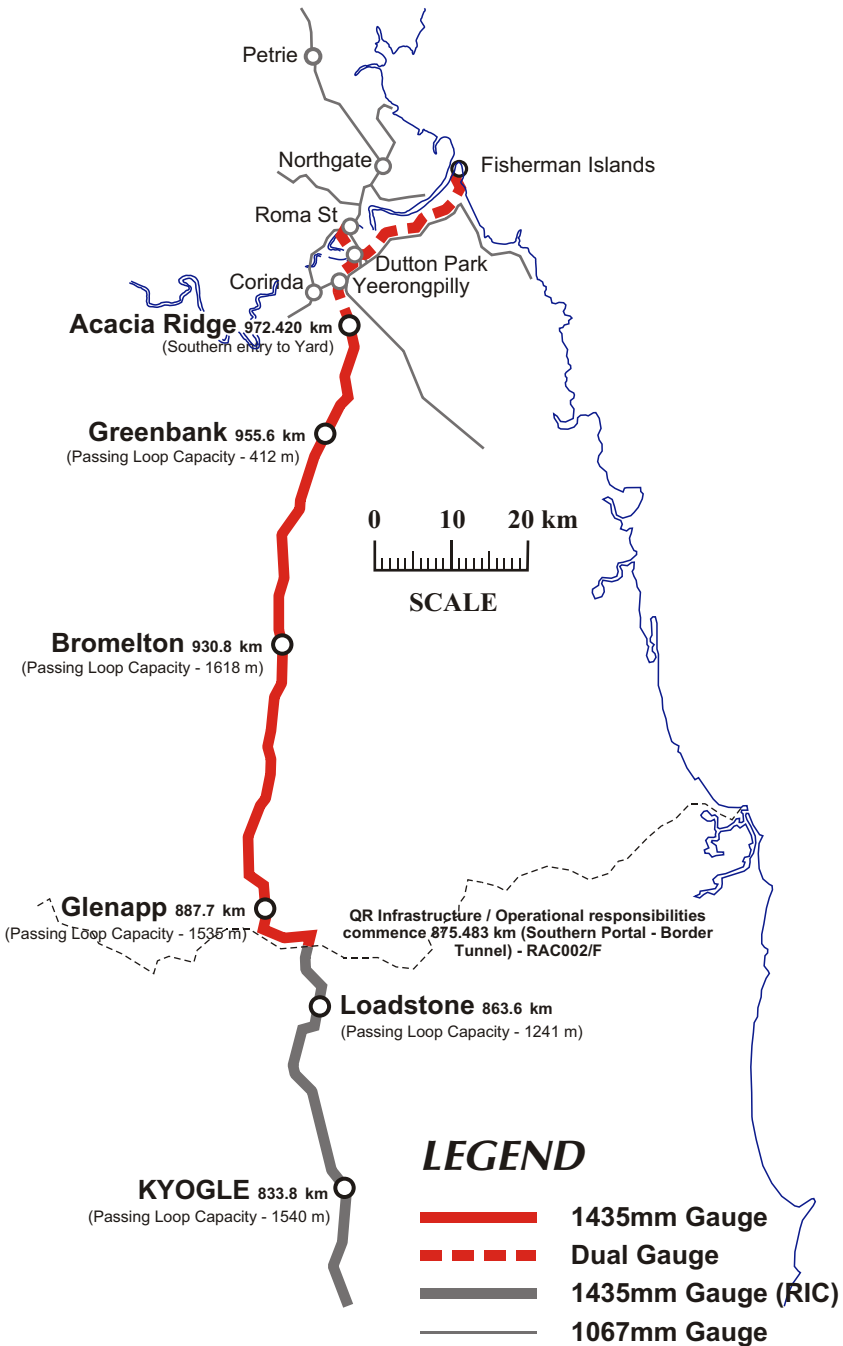 Petrie
Northgate
Fisherman Islands
Roma St
Dutton Park
Corinda
Yeerongpilly
Acacia Ridge 972.420 km
(Southern entry to Yard)
Greenbank 955.6 km
(Passing Loop Capacity - 412 m)
0 10 20 km
SCALE
Bromelton 930.8 km
(Passing Loop Capacity - 1618 m)
Glenapp 887.7 km
(Passing Loop Capacity - 1535 m)
QR Infrastructure / Operational responsibilities
commence 875.483 km (Southern Portal - Border
Tunnel) - RAC002/F
Loadstone 863.6 km
(Passing Loop Capacity - 1241 m)
KYOGLE 833.8 km
(Passing Loop Capacity - 1540 m)
LEGEND
1435mm Gauge
Dual Gauge
1435mm Gauge (RIC)
1067mm Gauge